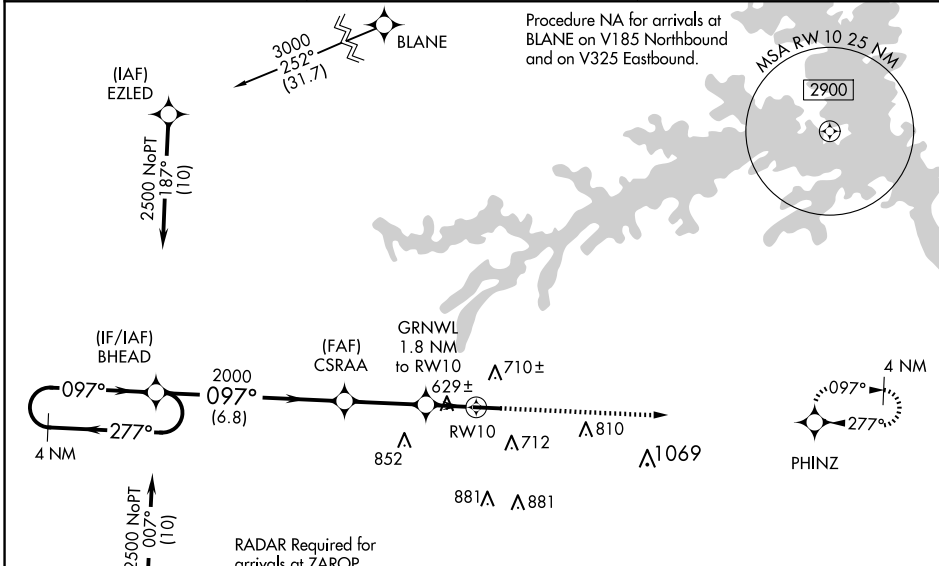 3000
252°
(31.7)
BLANE
Procedure NA for arrivals at
BLANE on V185 Northbound
and on V325 Eastbound.
MSA RW 10 25 NM
2900
(IAF)
EZLED
2500 NoPT
187°
(10)
(IF/IAF)
BHEAD
097°
277°
4 NM
2000
097°
(6.8)
(FAF)
CSRAA
GRNWL
1.8 NM
to RW10
629±
710±
RW10
852
712
810
1069
881
881
4 NM
097°
277°
PHINZ
2500 NoPT
007°
(10)
RADAR Required for
arrivals at ZAROP